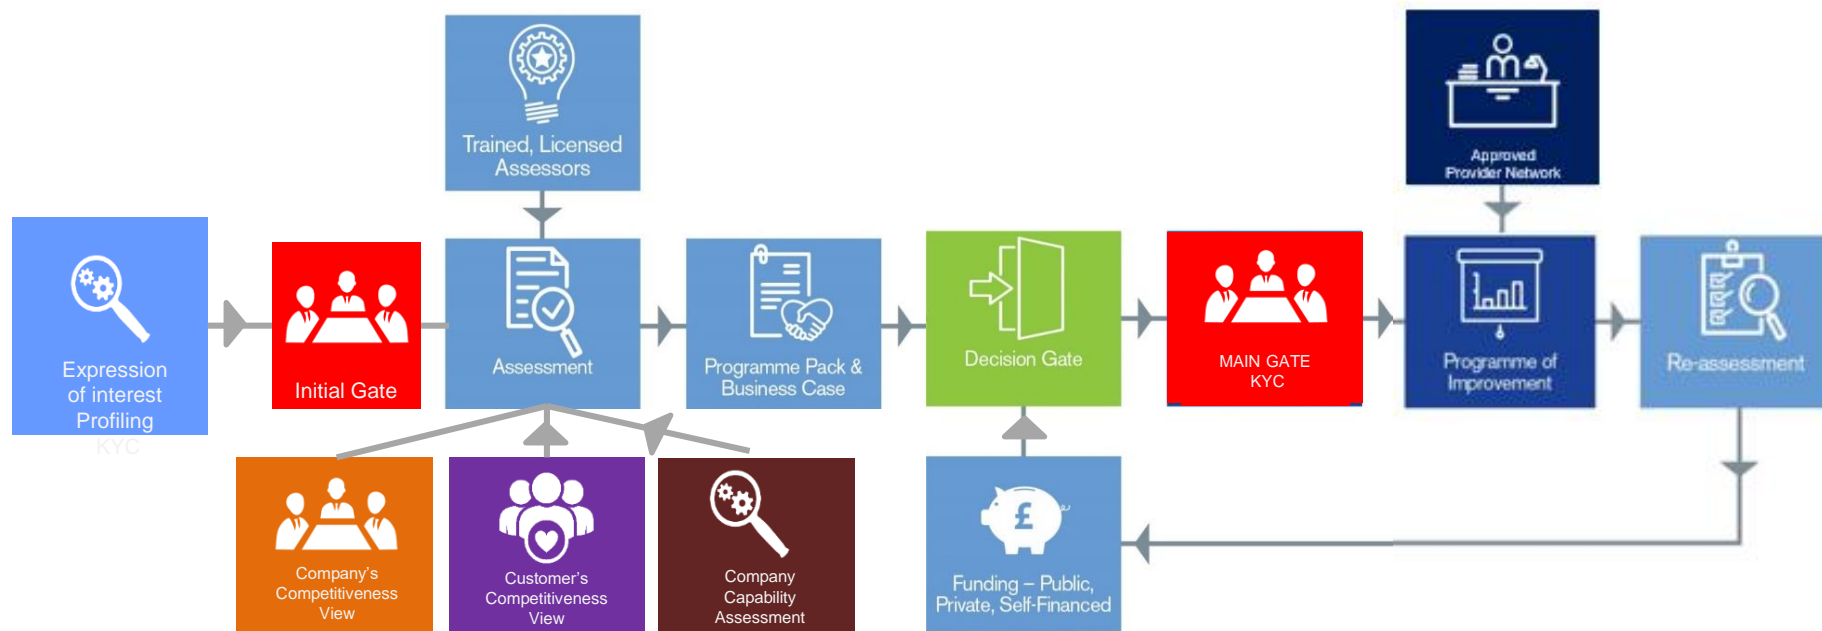 Trained, Licensed
Assessors
Approved
Provider Network
Expression
of interest
Profiling
KYC
Initial Gate
Assessment
Programme Pack &
Business Case
Decision Gate
MAIN GATE
KYC
Programme of
Improvement
Re-assessment
Company's
Competitiveness
View
Customer's
Competitiveness
View
Company
Capability
Assessment
£
Funding – Public,
Private, Self-Financed